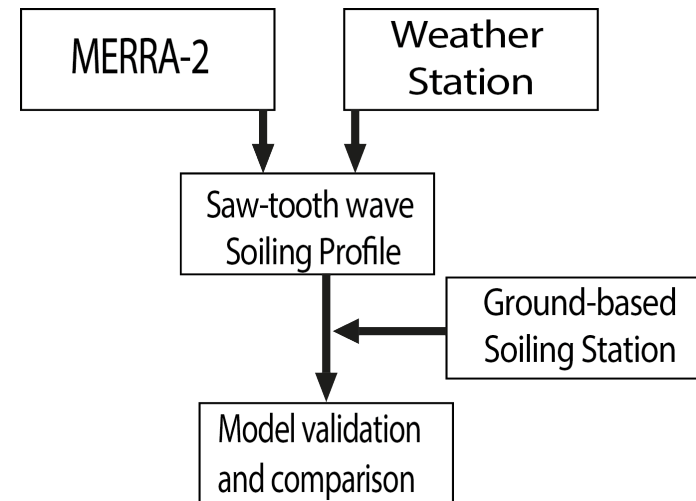 MERRA-2
Weather
Station
Saw-tooth wave
Soiling Profile
Ground-based
Soiling Station
Model validation
and comparison